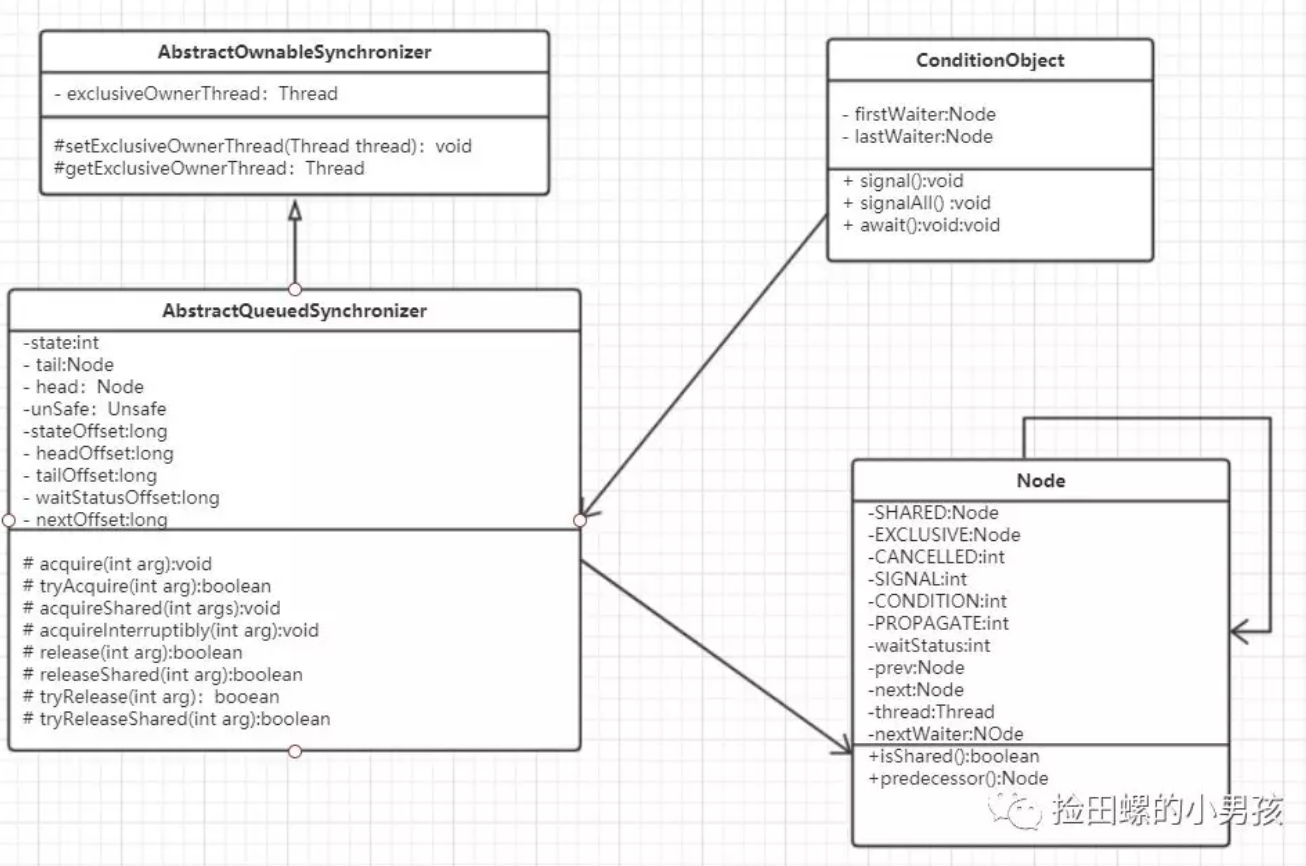 AbstractOwnableSynchronizer
- exclusiveOwnerThread：Thread
#setExclusiveOwnerThread(Thread thread)：void
#getExclusiveOwnerThread：Thread
ConditionObject
- firstWaiter:Node
- lastWaiter:Node
+ signal():void
+ signalAll() :void
+ await():void:void
AbstractQueuedSynchronizer
-state:int
- tail:Node
- head：Node
-unSafe：Unsafe
-stateOffset:long
- headOffset:long
- tailOffset:long
- waitStatusOffset:long
- nextOffset:long
# acquire(int arg):void
# tryAcquire(int arg):boolean
# acquireShared(int args):void
# acquireInterruptibly(int arg):void
# release(int arg):boolean
# releaseShared(int arg):boolean
# tryRelease(int arg)：booean
# tryReleaseShared(int arg):boolean
Node
-SHARED:Node
-EXCLUSIVE:Node
-CANCELLED:int
-SIGNAL:int
-CONDITION:int
-PROPAGATE:int
-waitStatus:int
-prev:Node
-next:Node
-thread:Thread
-nextWaiter:NOde
+isShared():boolean
+predecessor():Node
捡田螺的小男孩